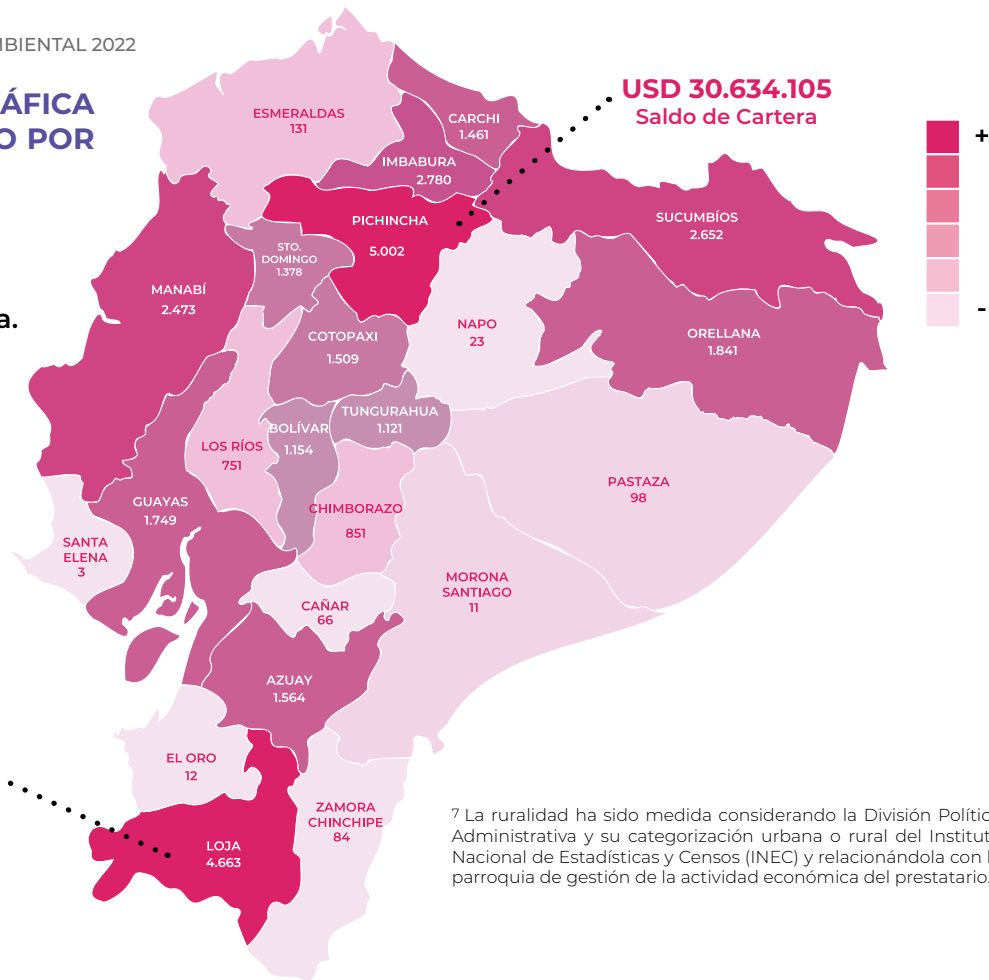 MBIENTAL 2022
ÁFICA
O POR
a.
USD 30.634.105
Saldo de Cartera
+
-
ESMERALDAS
131
CARCHI
1.461
IMBABURA
2.780
PICHINCHA
5.002
SUCUMBÍOS
2.652
STO.
DOMINGO
1.378
MANABÍ
2.473
NAPO
23
ORELLANA
1.841
COTOPAXI
1.509
TUNGURAHUA
1.121
BOLÍVAR
1.154
LOS RÍOS
751
PASTAZA
98
GUAYAS
1.749
CHIMBORAZO
851
SANTA
ELENA
3
MORONA
SANTIAGO
11
CAÑAR
66
AZUAY
1.564
EL ORO
12
ZAMORA
CHINCHIPE
84
LOJA
4.663
7 La ruralidad ha sido medida considerando la División Polític
Administrativa y su categorización urbana o rural del Institut
Nacional de Estadísticas y Censos (INEC) y relacionándola con l
parroquia de gestión de la actividad económica del prestatario.